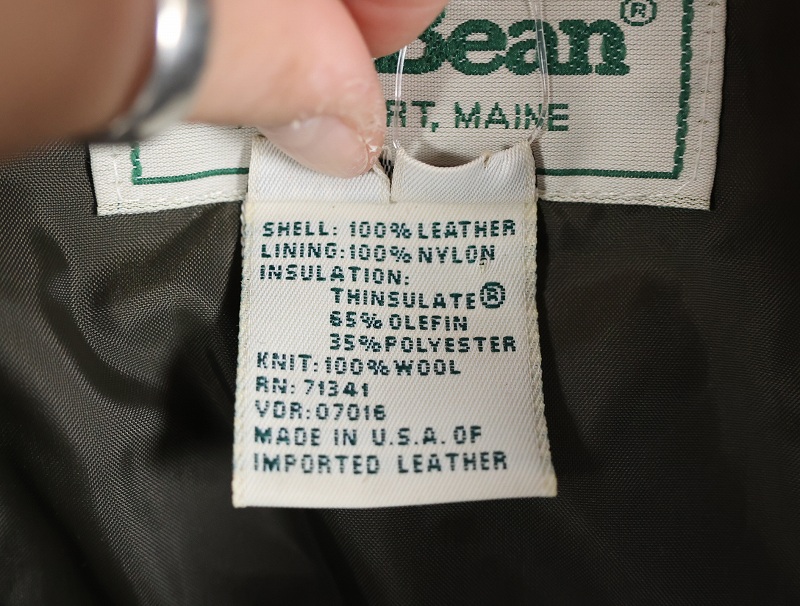 Bean®
RT, MAINE
SHELL: 100% LEATHER
LINING: 100% NYLON
INSULATION:
THINSULATE®
65% OLEFIN
35% POLYESTER
KNIT: 100% WOOL
RN: 71341
VDR: 07016
MADE IN U.S.A. OF
IMPORTED LEATHER